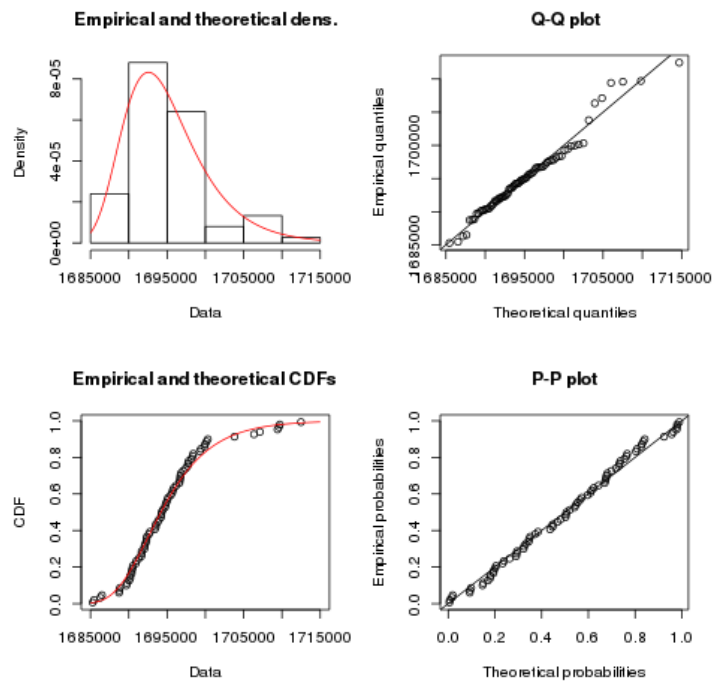 Empirical and theoretical dens.
Density
0e+00 4e-05 8e-05
1685000 1695000 1705000 1715000
Data
Q-Q plot
Empirical quantiles
1685000 1700000
1685000 1695000 1705000 1715000
Theoretical quantiles
Empirical and theoretical CDFs
CDF
0.0 0.2 0.4 0.6 0.8 1.0
1685000 1695000 1705000 1715000
Data
P-P plot
Empirical probabilities
0.0 0.2 0.4 0.6 0.8 1.0
0.0 0.2 0.4 0.6 0.8 1.0
Theoretical probabilities